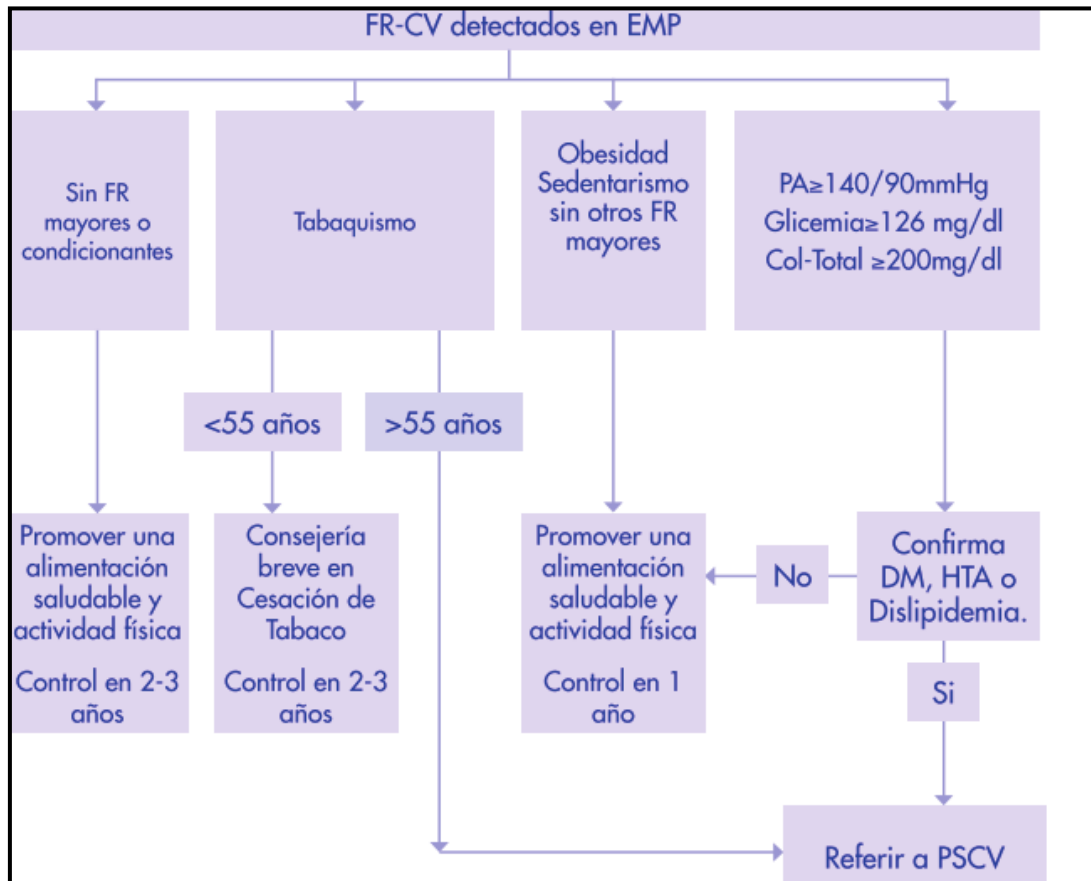 FR-CV detectados en EMP
Sin FR
mayores o
condicionantes
Tabaquismo
Obesidad
Sedentarismo
sin otros FR
mayores
PA≥140/90mmHg
Glicemia≥126 mg/dl
Col-Total ≥200mg/dl
<55 años
>55 años
Promover una
alimentación
saludable y
actividad física
Control en 2-3
años
Consejería
breve en
Cesación de
Tabaco
Control en 2-3
años
Promover una
alimentación
saludable y
actividad física
Control en 1
año
No
Confirma
DM, HTA o
Dislipidemia.
Si
Referir a PSCV